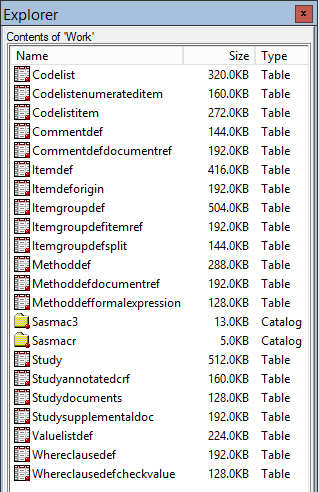 Explorer x
Contents of 'Work'
Name Size Type
Codelist 320.0KB Table
Codelistenumerateditem 160.0KB Table
Codelistitem 272.0KB Table
Commentdef 144.0KB Table
Commentdefdocumentref 192.0KB Table
Itemdef 416.0KB Table
Itemdeforigin 192.0KB Table
Itemgroupdef 504.0KB Table
Itemgroupdefitemref 192.0KB Table
Itemgroupdefsplit 144.0KB Table
Methoddef 288.0KB Table
Methoddefdocumentref 192.0KB Table
Methoddefformalexpression 128.0KB Table
Sasmac3 13.0KB Catalog
Sasmacr 5.0KB Catalog
Study 512.0KB Table
Studyannotatedcrf 160.0KB Table
Studydocuments 128.0KB Table
Studysupplementaldoc 192.0KB Table
Valuelistdef 224.0KB Table
Whereclausedef 192.0KB Table
Whereclausedefcheckvalue 128.0KB Table